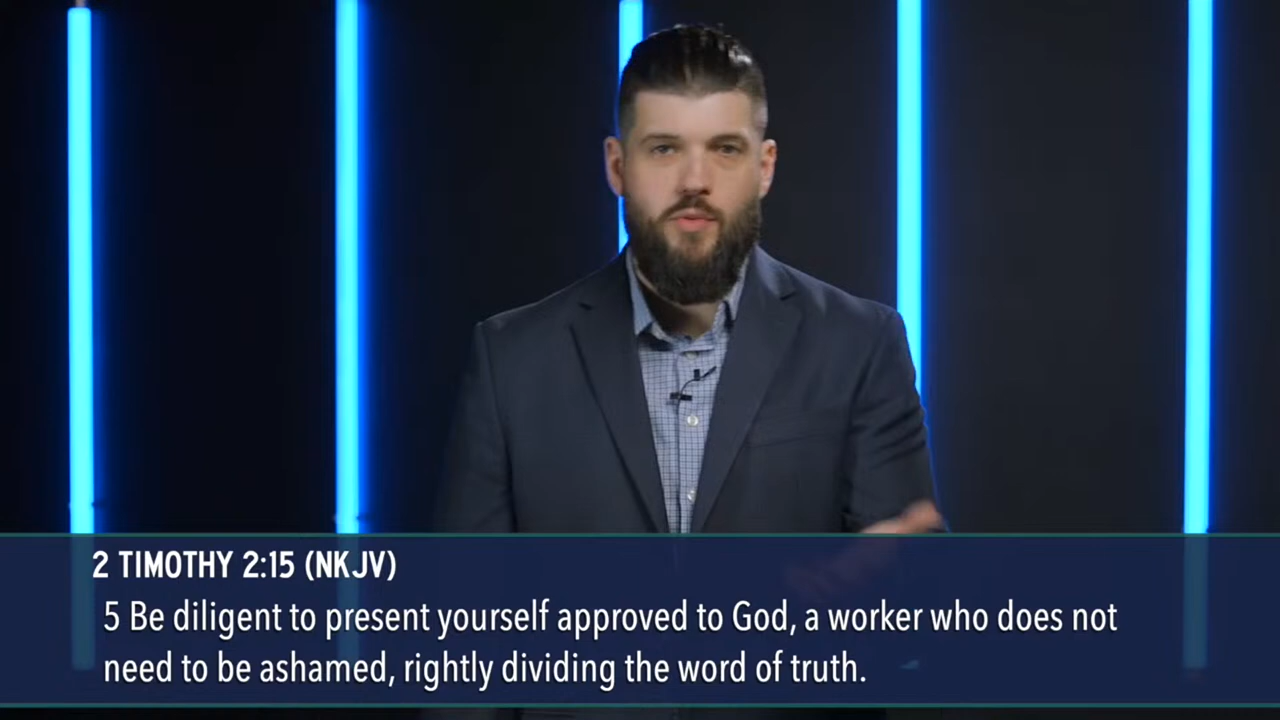 2 TIMOTHY 2:15 (NKJV)
5 Be diligent to present yourself approved to God, a worker who does not
need to be ashamed, rightly dividing the word of truth.